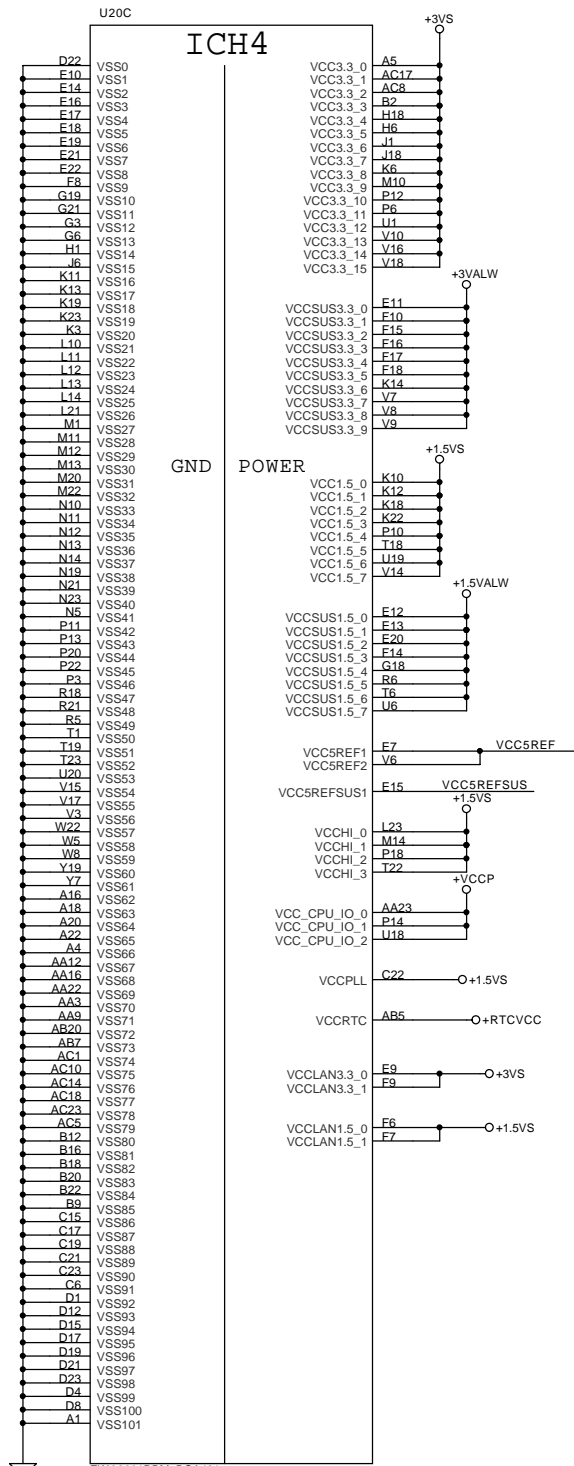 U20C
ICH4
GND
POWER
D22 VSS0
E10 VSS1
E14 VSS2
E16 VSS3
E17 VSS4
E18 VSS5
E19 VSS6
E21 VSS7
E22 VSS8
F8 VSS9
G19 VSS10
G21 VSS11
G3 VSS12
G6 VSS13
H1 VSS14
J6 VSS15
K11 VSS16
K13 VSS17
K19 VSS18
K23 VSS19
K3 VSS20
L10 VSS21
L11 VSS22
L12 VSS23
L13 VSS24
L14 VSS25
L21 VSS26
M1 VSS27
M11 VSS28
M12 VSS29
M13 VSS30
M20 VSS31
M22 VSS32
N10 VSS33
N11 VSS34
N12 VSS35
N13 VSS36
N14 VSS37
N19 VSS38
N21 VSS39
N23 VSS40
N5 VSS41
P11 VSS42
P13 VSS43
P20 VSS44
P22 VSS45
P3 VSS46
R18 VSS47
R21 VSS48
R5 VSS49
T1 VSS50
T19 VSS51
T23 VSS52
U20 VSS53
V15 VSS54
V17 VSS55
V3 VSS56
W22 VSS57
W5 VSS58
W8 VSS59
Y19 VSS60
Y7 VSS61
A16 VSS62
A18 VSS63
A20 VSS64
A22 VSS65
A4 VSS66
AA12 VSS67
AA16 VSS68
AA22 VSS69
AA3 VSS70
AA9 VSS71
AB20 VSS72
AB7 VSS73
AC1 VSS74
AC10 VSS75
AC14 VSS76
AC18 VSS77
AC23 VSS78
AC5 VSS79
B12 VSS80
B16 VSS81
B18 VSS82
B20 VSS83
B22 VSS84
B9 VSS85
C15 VSS86
C17 VSS87
C19 VSS88
C21 VSS89
C23 VSS90
C6 VSS91
D1 VSS92
D12 VSS93
D15 VSS94
D17 VSS95
D19 VSS96
D21 VSS97
D23 VSS98
D4 VSS99
D8 VSS100
A1 VSS101
+3VS
VCC3.3_0 A5
VCC3.3_1 AC17
VCC3.3_2 AC8
VCC3.3_3 B2
VCC3.3_4 H18
VCC3.3_5 H6
VCC3.3_6 J1
VCC3.3_7 J18
VCC3.3_8 K6
VCC3.3_9 M10
VCC3.3_10 P12
VCC3.3_11 P6
VCC3.3_12 U1
VCC3.3_13 V10
VCC3.3_14 V16
VCC3.3_15 V18
+3VALW
VCCSUS3.3_0 E11
VCCSUS3.3_1 F10
VCCSUS3.3_2 F15
VCCSUS3.3_3 F16
VCCSUS3.3_4 F17
VCCSUS3.3_5 F18
VCCSUS3.3_6 K14
VCCSUS3.3_7 V7
VCCSUS3.3_8 V8
VCCSUS3.3_9 V9
+1.5VS
VCC1.5_0 K10
VCC1.5_1 K12
VCC1.5_2 K18
VCC1.5_3 K22
VCC1.5_4 P10
VCC1.5_5 T18
VCC1.5_6 U19
VCC1.5_7 V14
+1.5VALW
VCCSUS1.5_0 E12
VCCSUS1.5_1 E13
VCCSUS1.5_2 E20
VCCSUS1.5_3 F14
VCCSUS1.5_4 G18
VCCSUS1.5_5 R6
VCCSUS1.5_6 T6
VCCSUS1.5_7 U6
VCC5REF1 E7 VCC5REF
VCC5REF2 V6
VCC5REFSUS1 E15 VCC5REFSUS
+1.5VS
VCCHI_0 L23
VCCHI_1 M14
VCCHI_2 P18
VCCHI_3 T22
+VCCP
VCC_CPU_IO_0 AA23
VCC_CPU_IO_1 P14
VCC_CPU_IO_2 U18
VCCPLL C22 +1.5VS
VCCRTC AB5 +RTCVCC
VCCLAN3.3_0 E9 +3VS
VCCLAN3.3_1 F9
VCCLAN1.5_0 F6 +1.5VS
VCCLAN1.5_1 F7